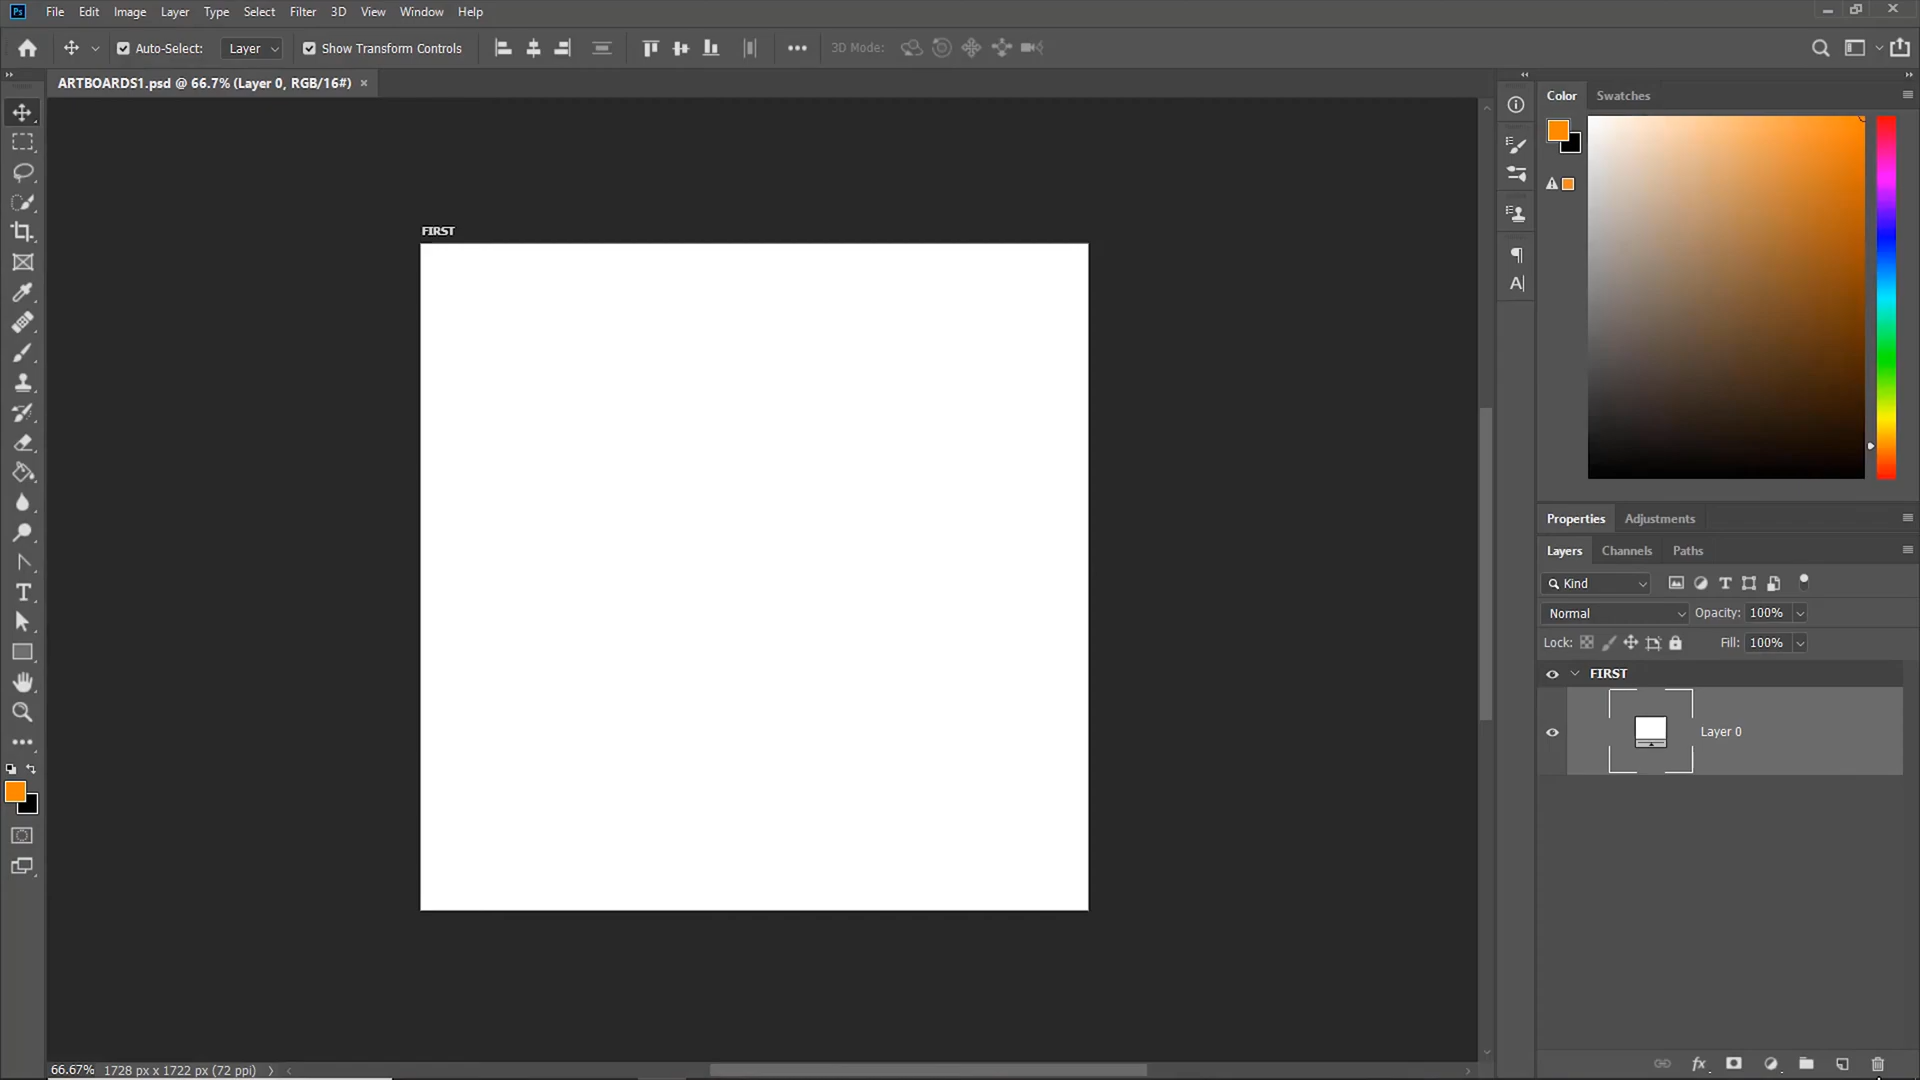 Ps File Edit Image Layer Type Select Filter 3D View Window Help
Auto-Select: Layer Show Transform Controls 3D Mode:
ARTBOARDS1.psd @ 66.7% (Layer 0, RGB/16#) ×
Color Swatches
FIRST
Properties Adjustments
Layers Channels Paths
Kind
Normal Opacity: 100%
Lock: Fill: 100%
FIRST
Layer 0
66.67% 1728 px x 1722 px (72 ppi)